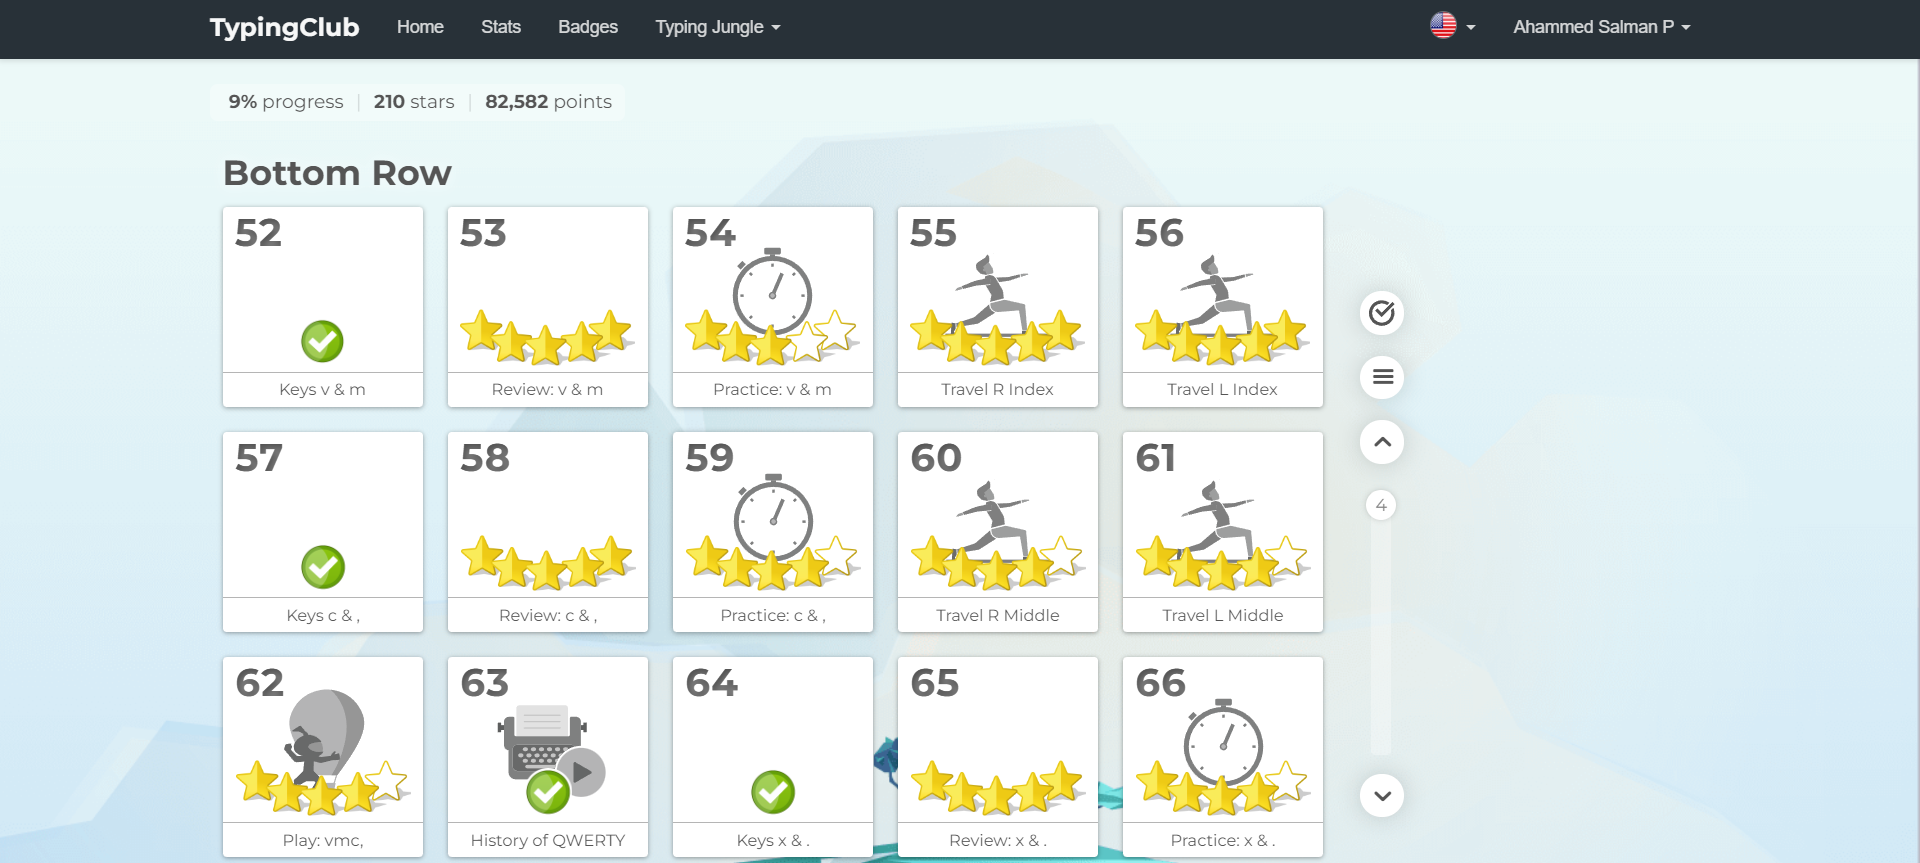 TypingClub Home Stats Badges Typing Jungle Ahammed Salman P
9% progress 210 stars 82,582 points
Bottom Row
52 53 54 55 56
Keys v & m Review: v & m Practice: v & m Travel R Index Travel L Index
57 58 59 60 61
4
Keys c & , Review: c & , Practice: c & , Travel R Middle Travel L Middle
62 63 64 65 66
Play: vmc, History of QWERTY Keys x & . Review: x & . Practice: x & .